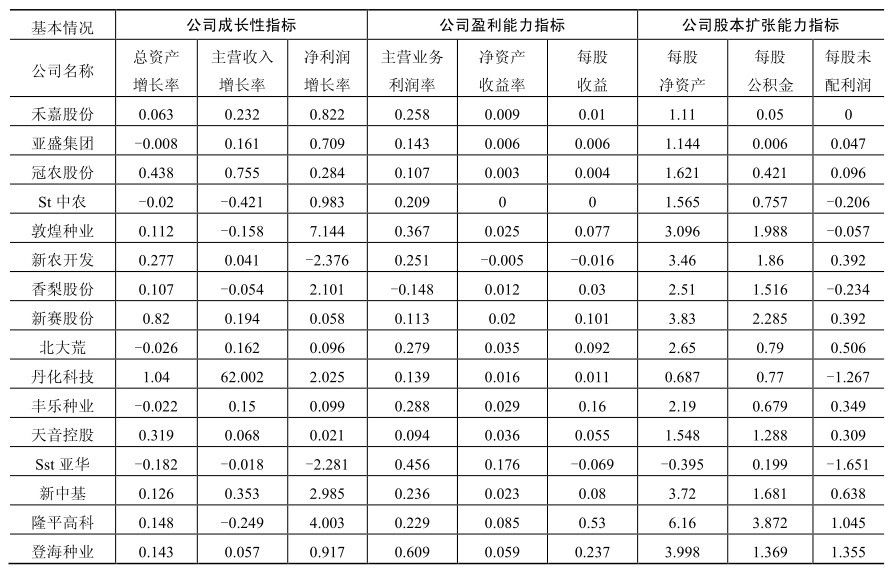 基本情况 公司成长性指标 公司盈利能力指标 公司股本扩张能力指标
公司名称 总资产增长率 主营收入增长率 净利润增长率 主营业务利润率 净资产收益率 每股收益 每股净资产 每股公积金 每股未配利润
禾嘉股份 0.063 0.232 0.822 0.258 0.009 0.01 1.11 0.05 0
亚盛集团 −0.008 0.161 0.709 0.143 0.006 0.006 1.144 0.006 0.047
冠农股份 0.438 0.755 0.284 0.107 0.003 0.004 1.621 0.421 0.096
St 中农 −0.02 −0.421 0.983 0.209 0 0 1.565 0.757 −0.206
敦煌种业 0.112 −0.158 7.144 0.367 0.025 0.077 3.096 1.988 −0.057
新农开发 0.277 0.041 −2.376 0.251 −0.005 −0.016 3.46 1.86 0.392
香梨股份 0.107 −0.054 2.101 −0.148 0.012 0.03 2.51 1.516 −0.234
新赛股份 0.82 0.194 0.058 0.113 0.02 0.101 3.83 2.285 0.392
北大荒 −0.026 0.162 0.096 0.279 0.035 0.092 2.65 0.79 0.506
丹化科技 1.04 62.002 2.025 0.139 0.016 0.011 0.687 0.77 −1.267
丰乐种业 −0.022 0.15 0.099 0.288 0.029 0.16 2.19 0.679 0.349
天音控股 0.319 0.068 0.021 0.094 0.036 0.055 1.548 1.288 0.309
Sst 亚华 −0.182 −0.018 −2.281 0.456 0.176 −0.069 −0.395 0.199 −1.651
新中基 0.126 0.353 2.985 0.236 0.023 0.08 3.72 1.681 0.638
隆平高科 0.148 −0.249 4.003 0.229 0.085 0.53 6.16 3.872 1.045
登海种业 0.143 0.057 0.917 0.609 0.059 0.237 3.998 1.369 1.355